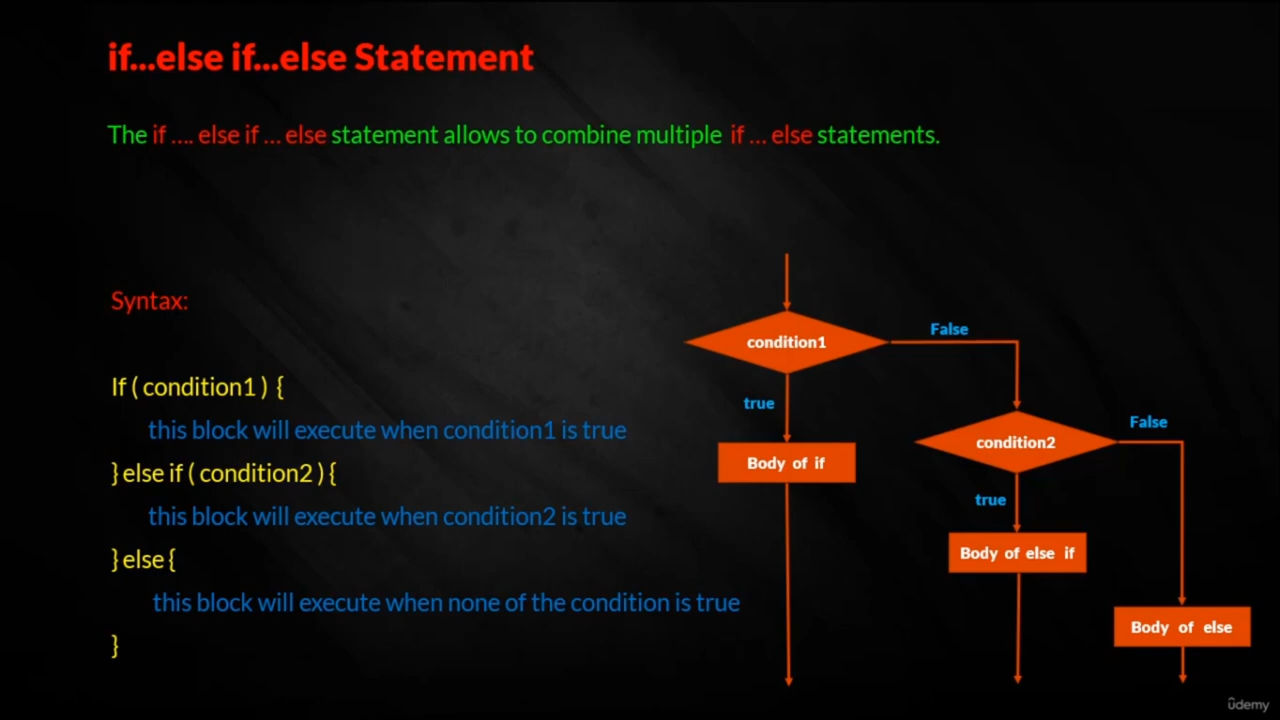 if...else if...else Statement
The if .... else if ... else statement allows to combine multiple if ... else statements.
Syntax:
If ( condition1 ) {
this block will execute when condition1 is true
} else if ( condition2 ) {
this block will execute when condition2 is true
} else {
this block will execute when none of the condition is true
}
condition1
False
true
Body of if
condition2
False
true
Body of else if
Body of else
ûdemy